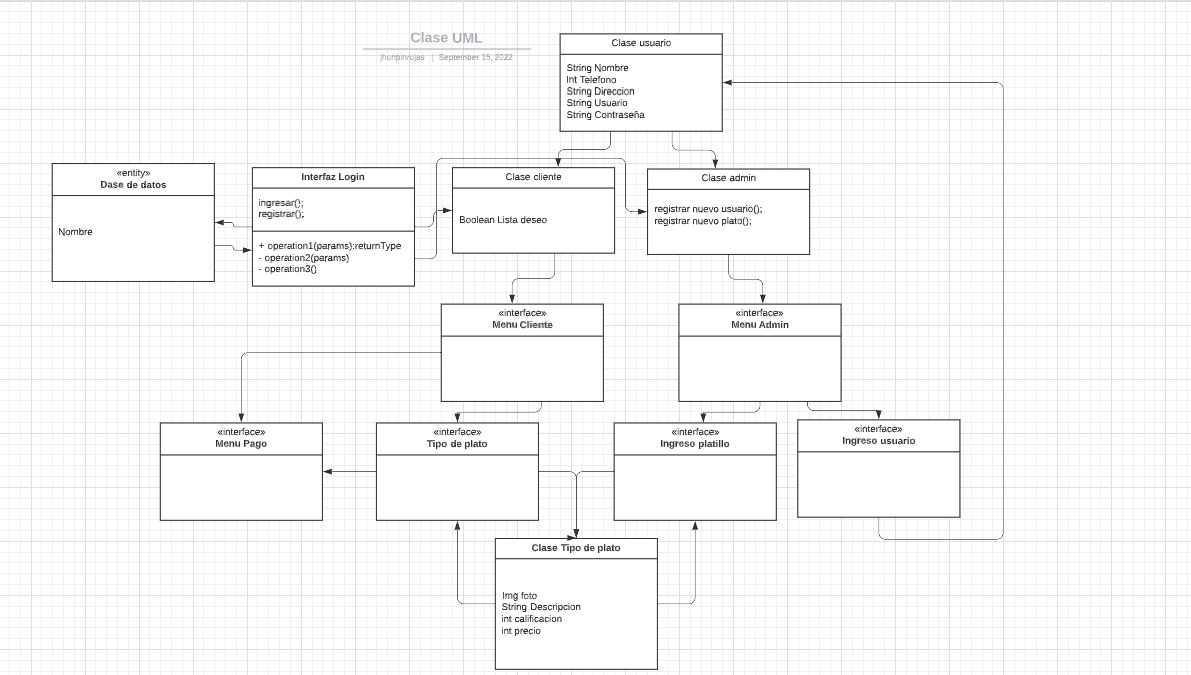 Clase UML
jhonpinrujas | September 15, 2022
Clase usuario
String Nombre
Int Telefono
String Direccion
String Usuario
String Contraseña
«entity»
Dase de datos
Nombre
Interfaz Login
ingresar();
registrar();
+ operation1(params):returnType
- operation2(params)
- operation3()
Clase cliente
Boolean Lista deseo
Clase admin
registrar nuevo usuario();
registrar nuevo plato();
«interface»
Menu Cliente
«interface»
Menu Admin
«interface»
Menu Pago
«interface»
Tipo de plato
«interface»
Ingreso platillo
«interface»
Ingreso usuario
Clase Tipo de plato
Img foto
String Descripcion
int calificacion
int precio